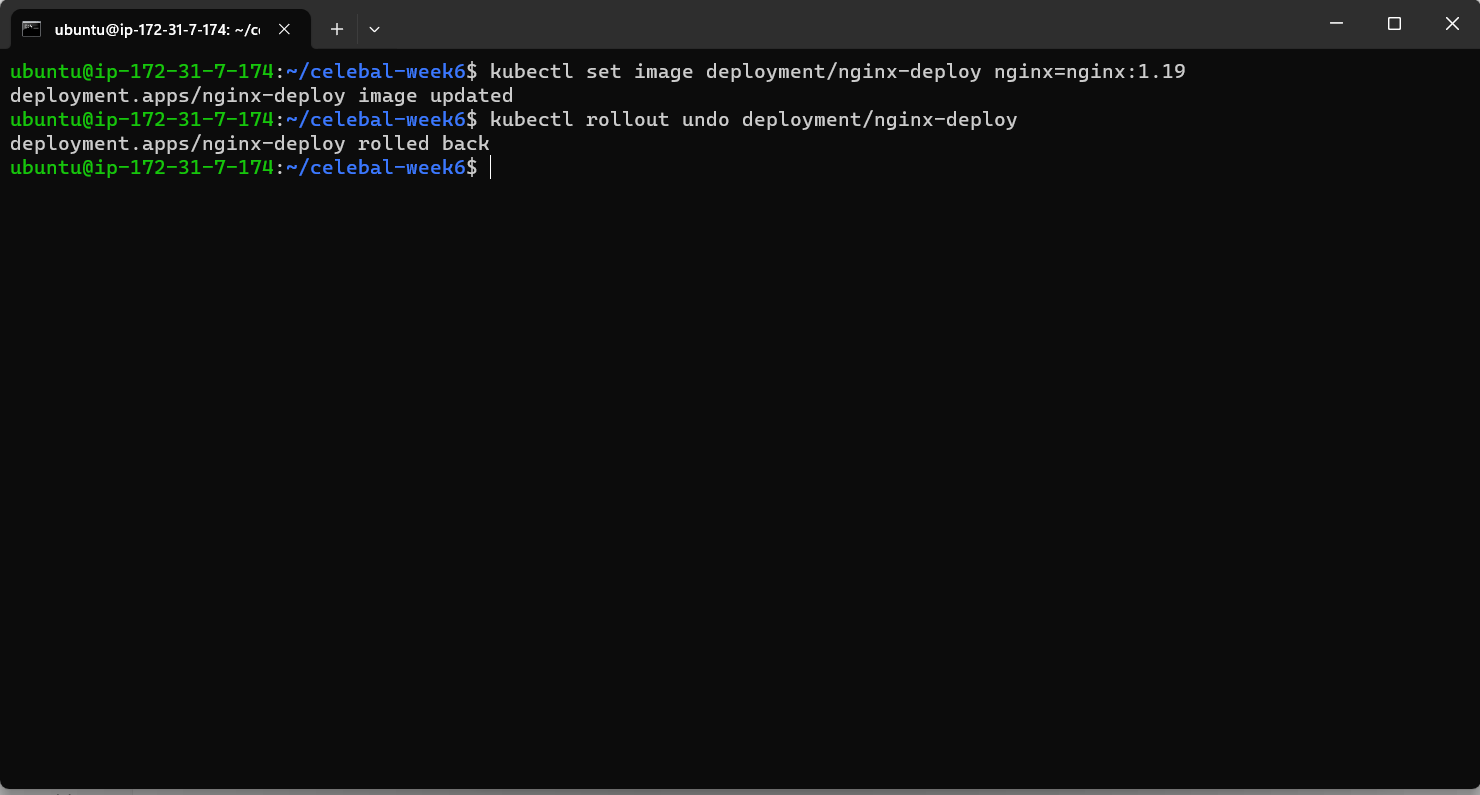 ubuntu@ip-172-31-7-174: ~/c
ubuntu@ip-172-31-7-174:~/celebal-week6$ kubectl set image deployment/nginx-deploy nginx=nginx:1.19
deployment.apps/nginx-deploy image updated
ubuntu@ip-172-31-7-174:~/celebal-week6$ kubectl rollout undo deployment/nginx-deploy
deployment.apps/nginx-deploy rolled back
ubuntu@ip-172-31-7-174:~/celebal-week6$